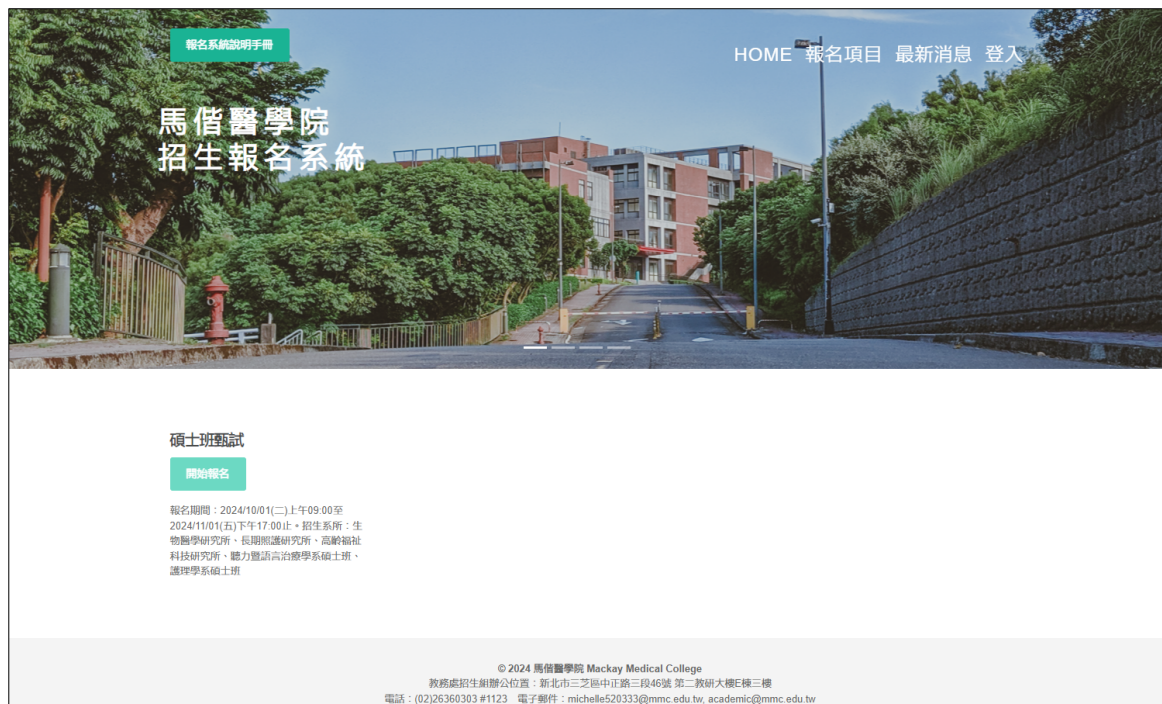 報名系統說明手冊
HOME 報名項目 最新消息 登入
馬偕醫學院
招生報名系統
碩士班甄試
開始報名
報名期間：2024/10/01(二)上午09:00至
2024/11/01(五)下午17:00止。招生系所：生
物醫學研究所、長期照護研究所、高齡福祉
科技研究所、聽力暨語言治療學系碩士班、
護理學系碩士班
© 2024 馬偕醫學院 Mackay Medical College
教務處招生組辦公位置：新北市三芝區中正路三段46號 第二教研大樓E棟三樓
電話：(02)26360303 #1123 電子郵件：michelle520333@mmc.edu.tw, academic@mmc.edu.tw